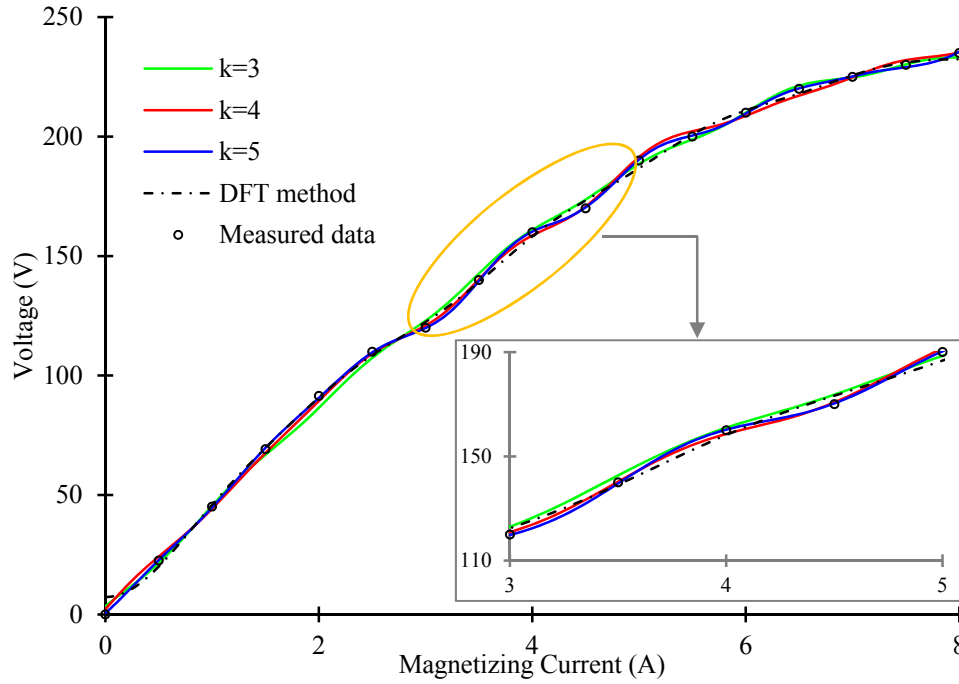 250
200
150
100
50
0
Voltage (V)
k=3
k=4
k=5
DFT method
Measured data
190
150
110
3 4 5
0 2 4 6 8
Magnetizing Current (A)